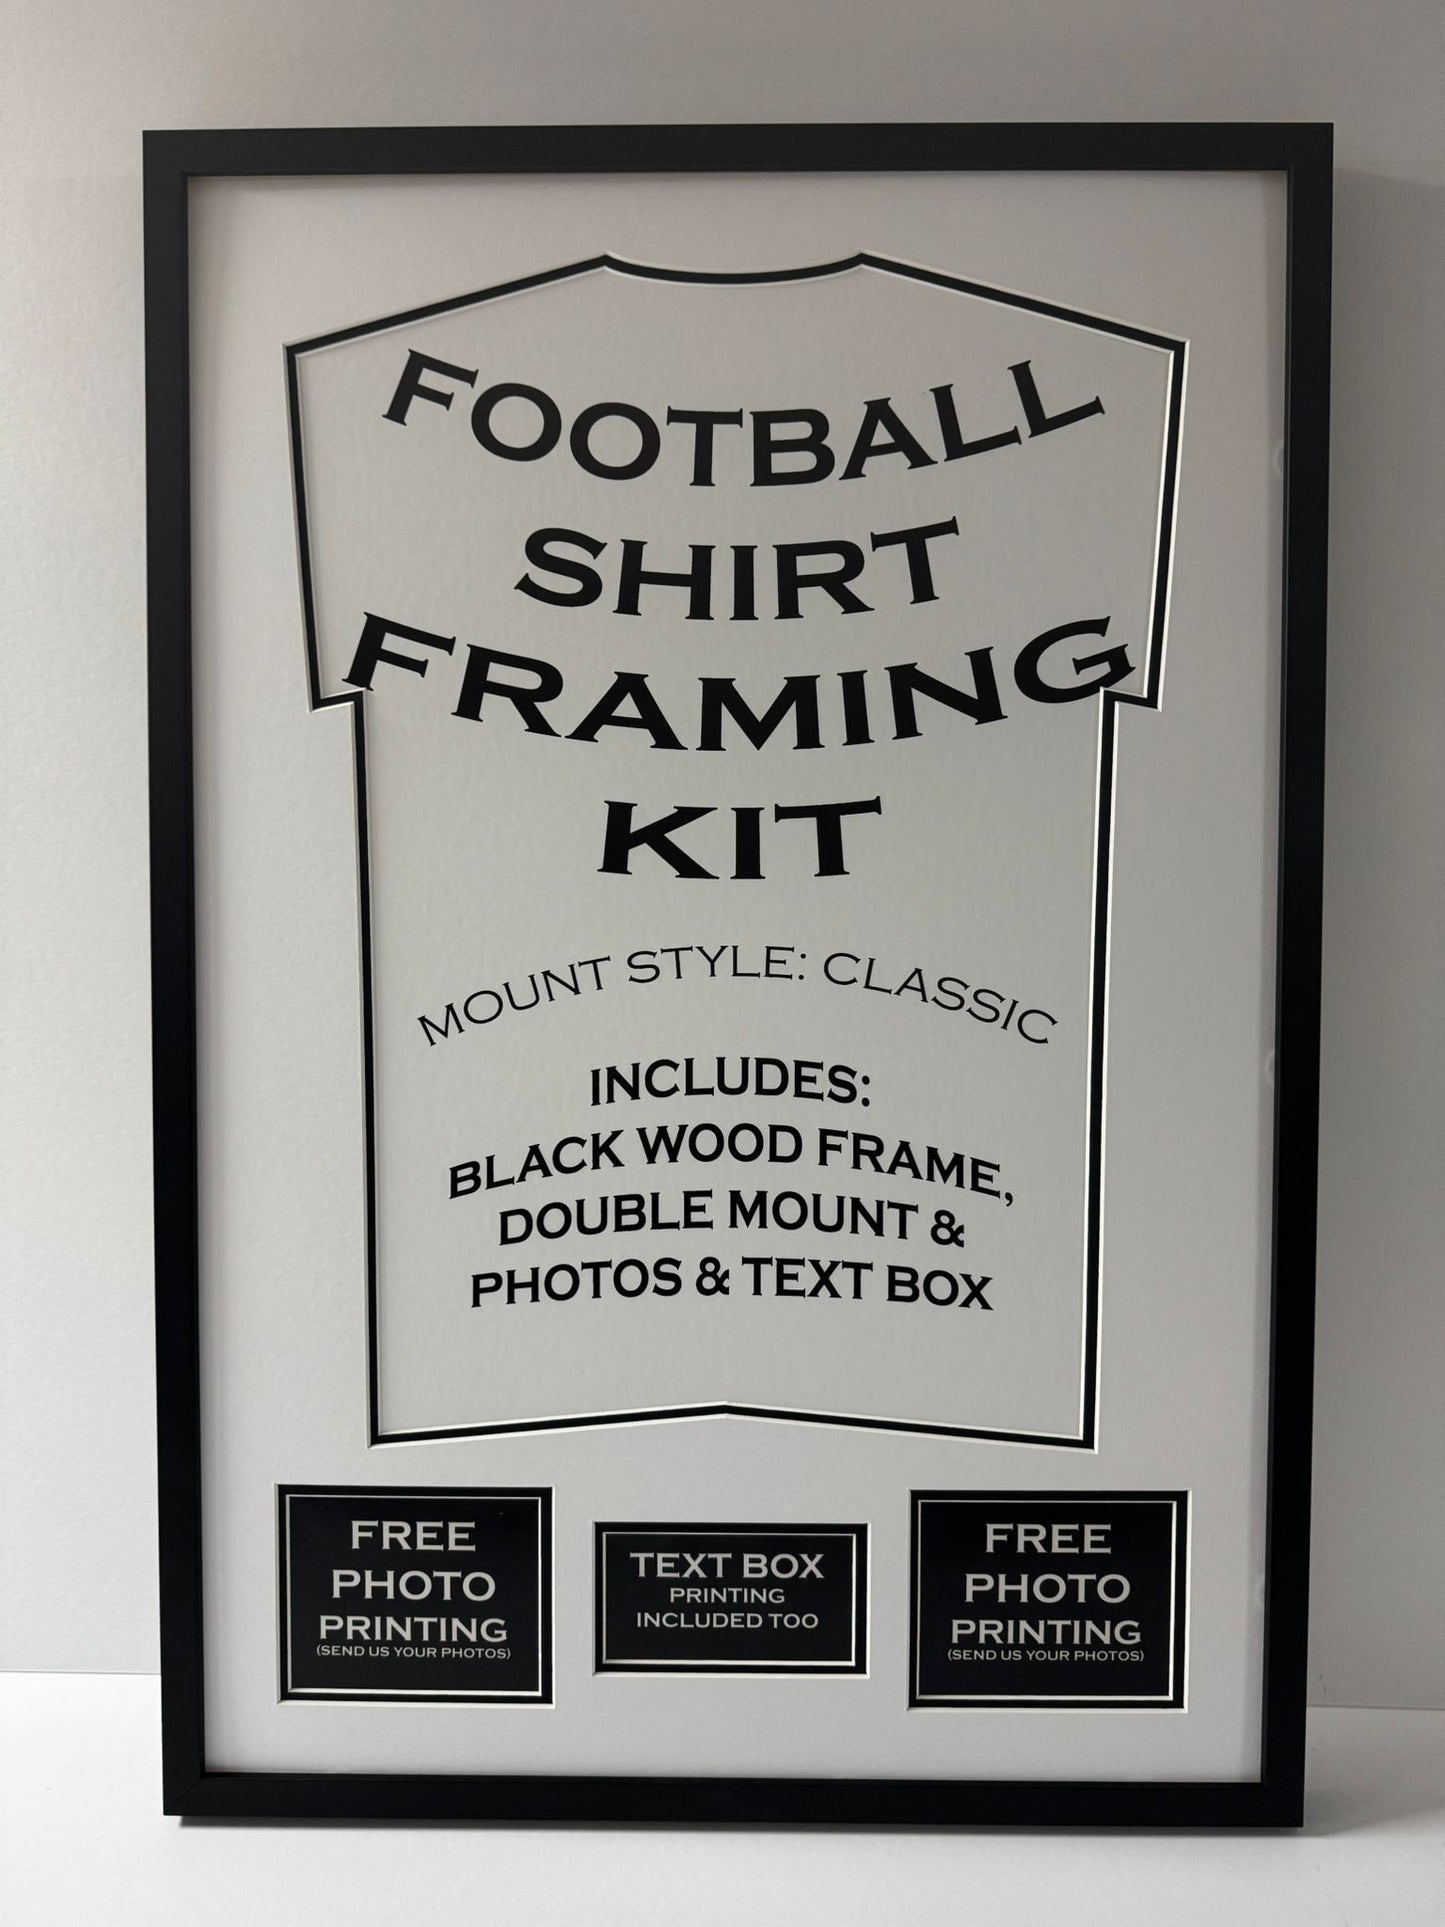 FOOTBALL
SHIRT
FRAMING
KIT
MOUNT STYLE: CLASSIC
INCLUDES:
BLACK WOOD FRAME,
DOUBLE MOUNT &
PHOTOS & TEXT BOX
FREE
PHOTO
PRINTING
(SEND US YOUR PHOTOS)
TEXT BOX
PRINTING
INCLUDED TOO
FREE
PHOTO
PRINTING
(SEND US YOUR PHOTOS)